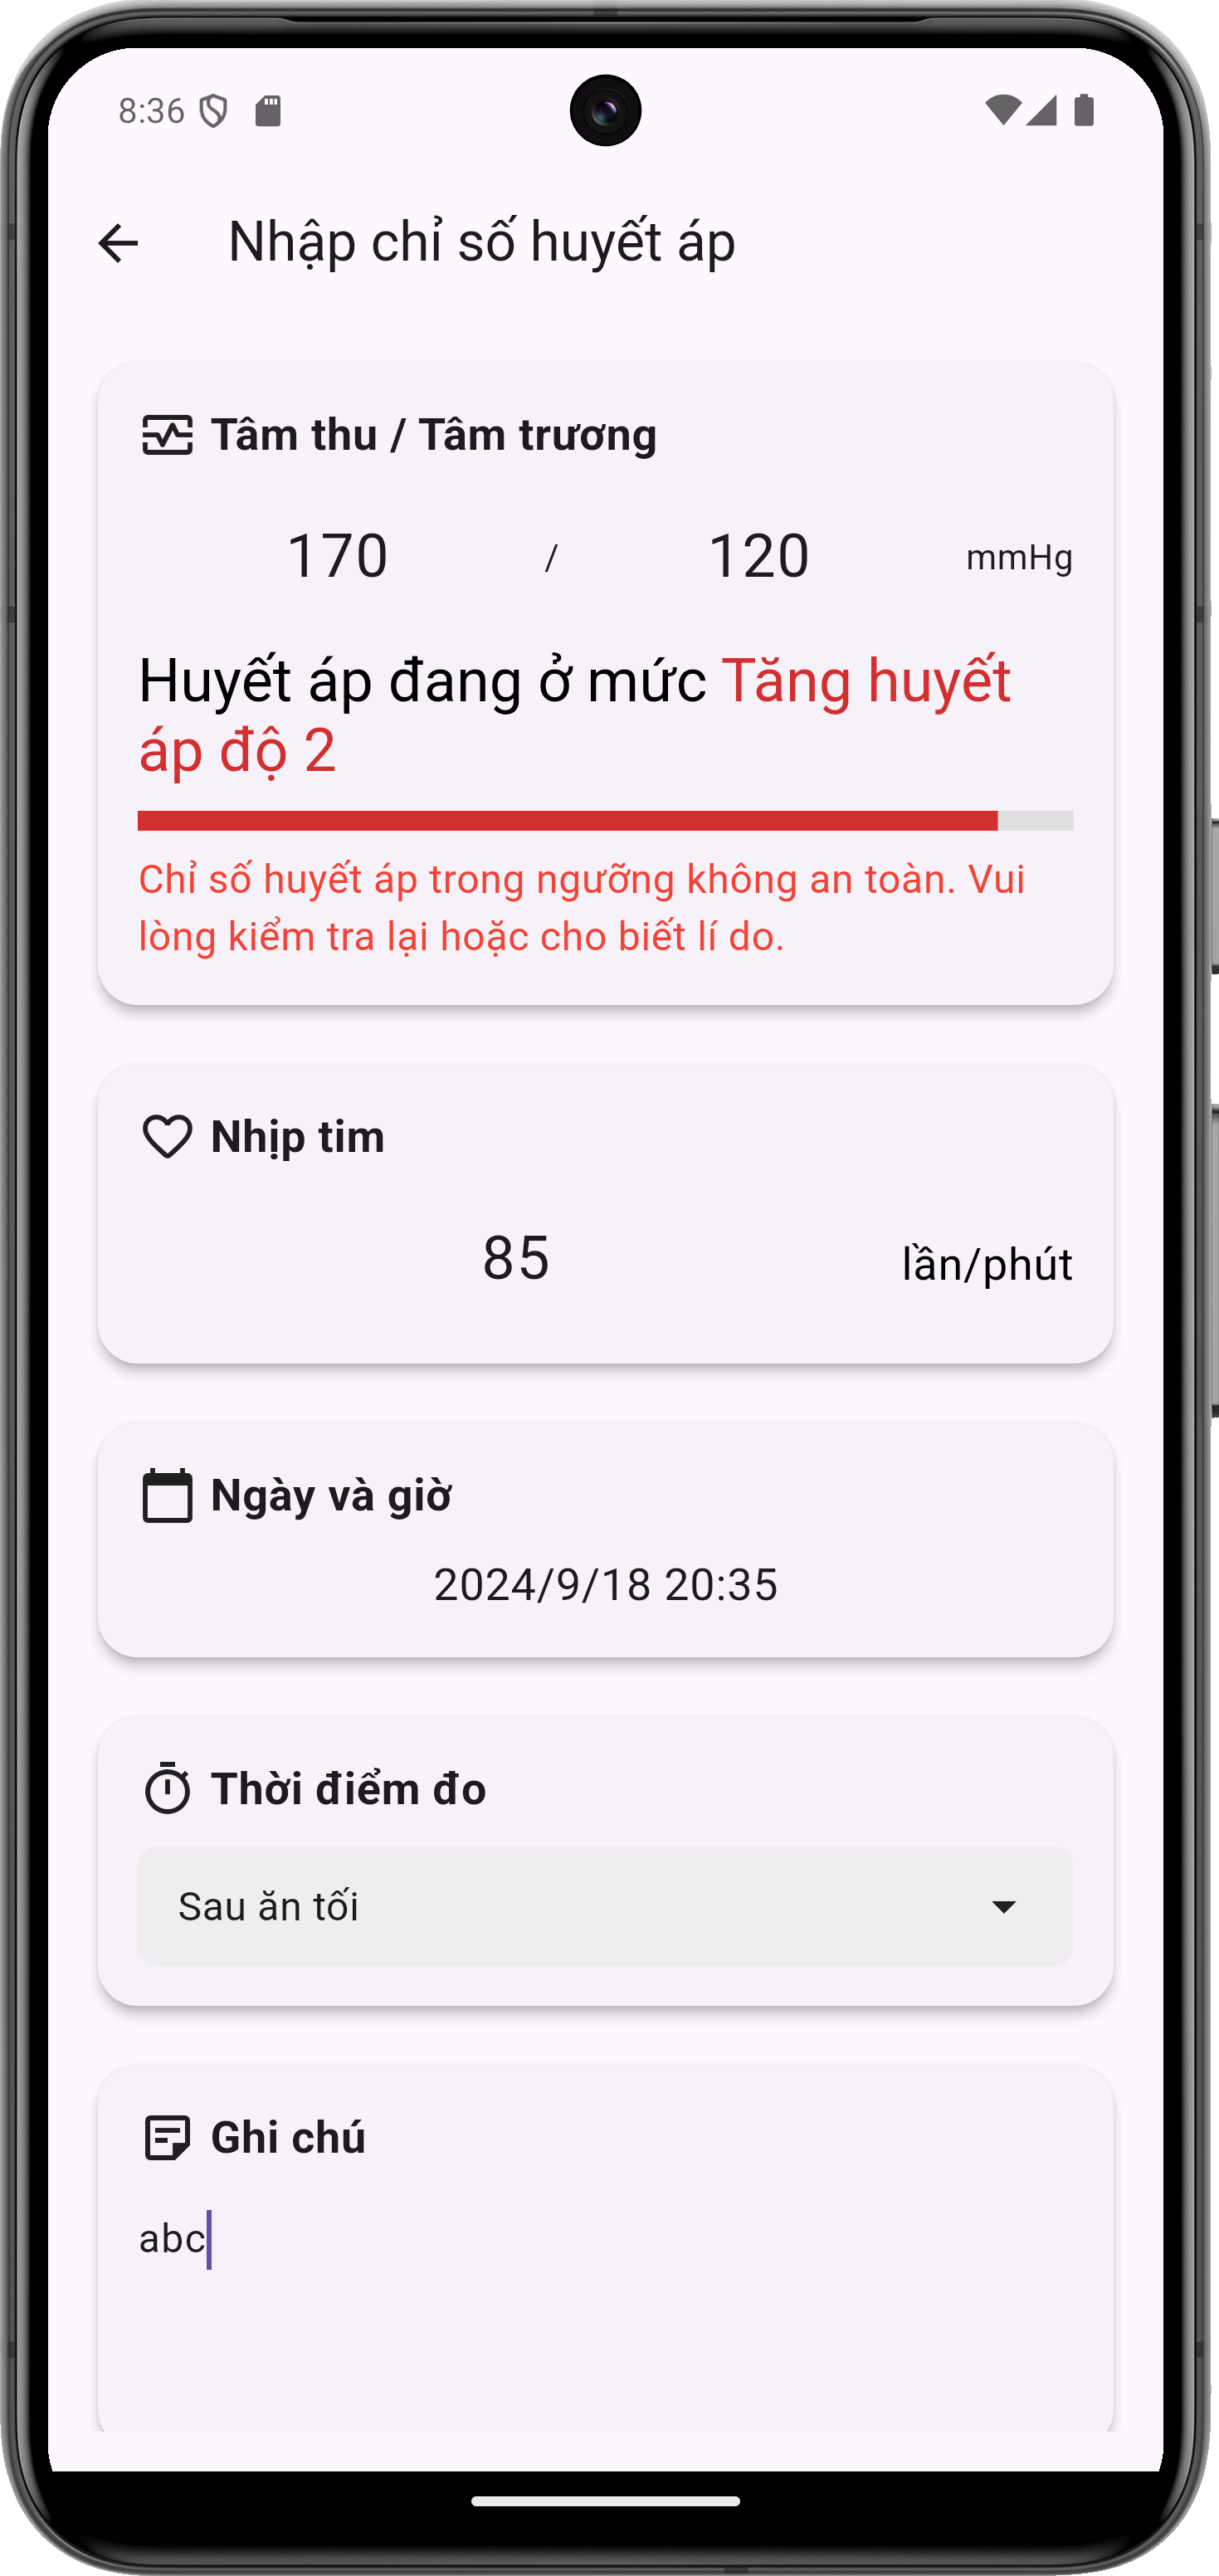 8:36
Nhập chỉ số huyết áp
Tâm thu / Tâm trương
170 / 120 mmHg
Huyết áp đang ở mức Tăng huyết
áp độ 2
Chỉ số huyết áp trong ngưỡng không an toàn. Vui
lòng kiểm tra lại hoặc cho biết lí do.
Nhịp tim
85 lần/phút
Ngày và giờ
2024/9/18 20:35
Thời điểm đo
Sau ăn tối
Ghi chú
abc